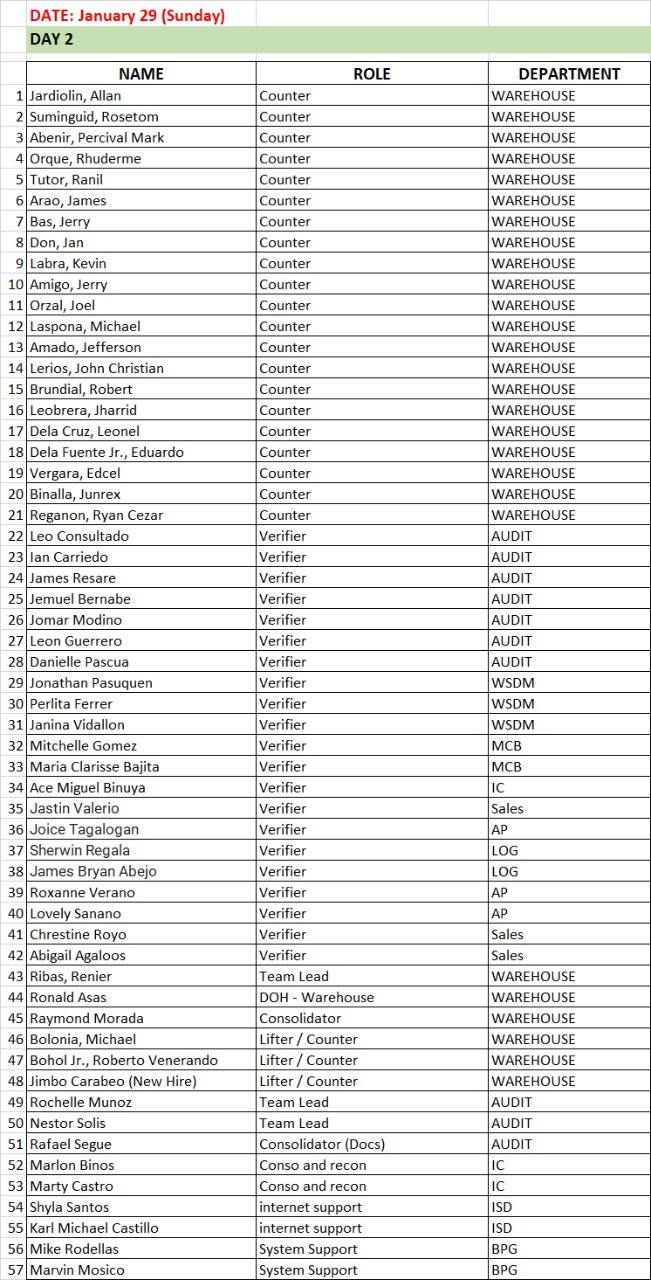 DATE: January 29 (Sunday)
DAY 2
NAME ROLE DEPARTMENT
1 Jardiolin, Allan Counter WAREHOUSE
2 Suminguid, Rosetom Counter WAREHOUSE
3 Abenir, Percival Mark Counter WAREHOUSE
4 Orque, Rhuderme Counter WAREHOUSE
5 Tutor, Ranil Counter WAREHOUSE
6 Arao, James Counter WAREHOUSE
7 Bas, Jerry Counter WAREHOUSE
8 Don, Jan Counter WAREHOUSE
9 Labra, Kevin Counter WAREHOUSE
10 Amigo, Jerry Counter WAREHOUSE
11 Orzal, Joel Counter WAREHOUSE
12 Laspona, Michael Counter WAREHOUSE
13 Amado, Jefferson Counter WAREHOUSE
14 Lerios, John Christian Counter WAREHOUSE
15 Brundial, Robert Counter WAREHOUSE
16 Leobrera, Jharrid Counter WAREHOUSE
17 Dela Cruz, Leonel Counter WAREHOUSE
18 Dela Fuente Jr., Eduardo Counter WAREHOUSE
19 Vergara, Edcel Counter WAREHOUSE
20 Binalla, Junrex Counter WAREHOUSE
21 Reganon, Ryan Cezar Counter WAREHOUSE
22 Leo Consultado Verifier AUDIT
23 Ian Carriedo Verifier AUDIT
24 James Resare Verifier AUDIT
25 Jemuel Bernabe Verifier AUDIT
26 Jomar Modino Verifier AUDIT
27 Leon Guerrero Verifier AUDIT
28 Danielle Pascua Verifier AUDIT
29 Jonathan Pasuquen Verifier WSDM
30 Perlita Ferrer Verifier WSDM
31 Janina Vidallon Verifier WSDM
32 Mitchelle Gomez Verifier MCB
33 Maria Clarisse Bajita Verifier MCB
34 Ace Miguel Binuya Verifier IC
35 Jastin Valerio Verifier Sales
36 Joice Tagalogan Verifier AP
37 Sherwin Regala Verifier LOG
38 James Bryan Abejo Verifier LOG
39 Roxanne Verano Verifier AP
40 Lovely Sanano Verifier AP
41 Chrestine Royo Verifier Sales
42 Abigail Agaloos Verifier Sales
43 Ribas, Renier Team Lead WAREHOUSE
44 Ronald Asas DOH - Warehouse WAREHOUSE
45 Raymond Morada Consolidator WAREHOUSE
46 Bolonia, Michael Lifter / Counter WAREHOUSE
47 Bohol Jr., Roberto Venerando Lifter / Counter WAREHOUSE
48 Jimbo Carabeo (New Hire) Lifter / Counter WAREHOUSE
49 Rochelle Munoz Team Lead AUDIT
50 Nestor Solis Team Lead AUDIT
51 Rafael Segue Consolidator (Docs) AUDIT
52 Marlon Binos Conso and recon IC
53 Marty Castro Conso and recon IC
54 Shyla Santos internet support ISD
55 Karl Michael Castillo internet support ISD
56 Mike Rodellas System Support BPG
57 Marvin Mosico System Support BPG